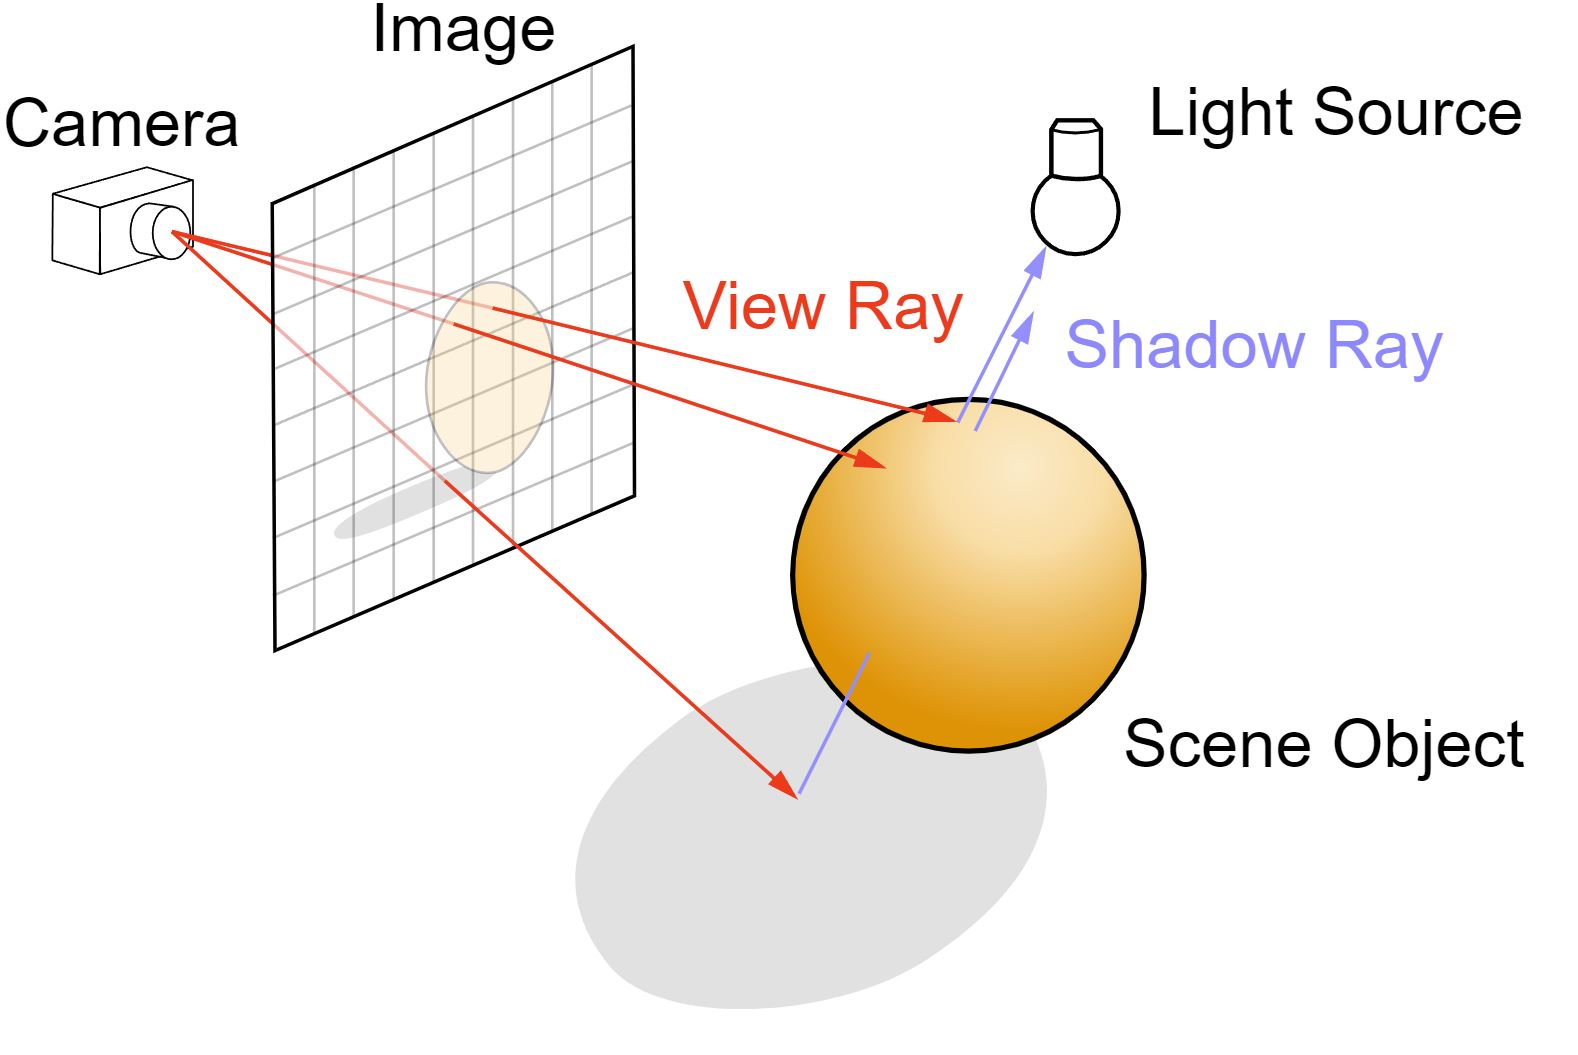 Image
Camera
Light Source
View Ray
Shadow Ray
Scene Object